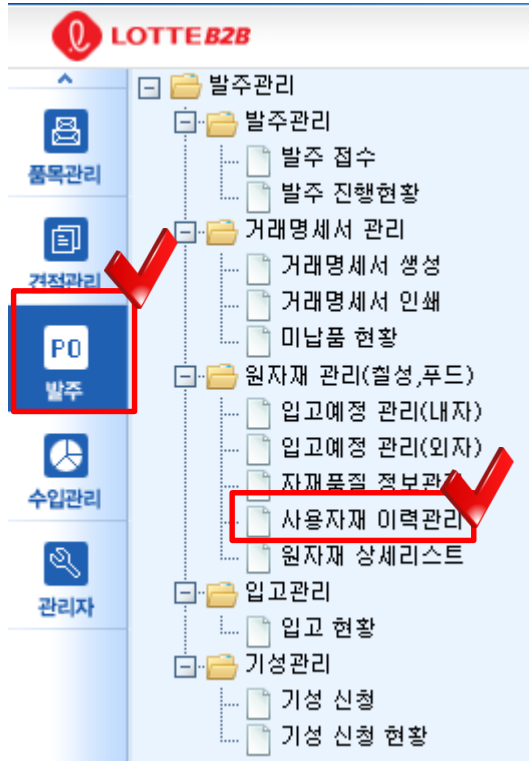 LOTTE B2B
품목관리
견적관리
PO
발주
수입관리
관리자
발주관리
발주관리
발주 접수
발주 진행현황
거래명세서 관리
거래명세서 생성
거래명세서 인쇄
미납품 현황
원자재 관리(칠성,푸드)
입고예정 관리(내자)
입고예정 관리(외자)
자재품질 정보관리
사용자재 이력관리
원자재 상세리스트
입고관리
입고 현황
기성관리
기성 신청
기성 신청 현황